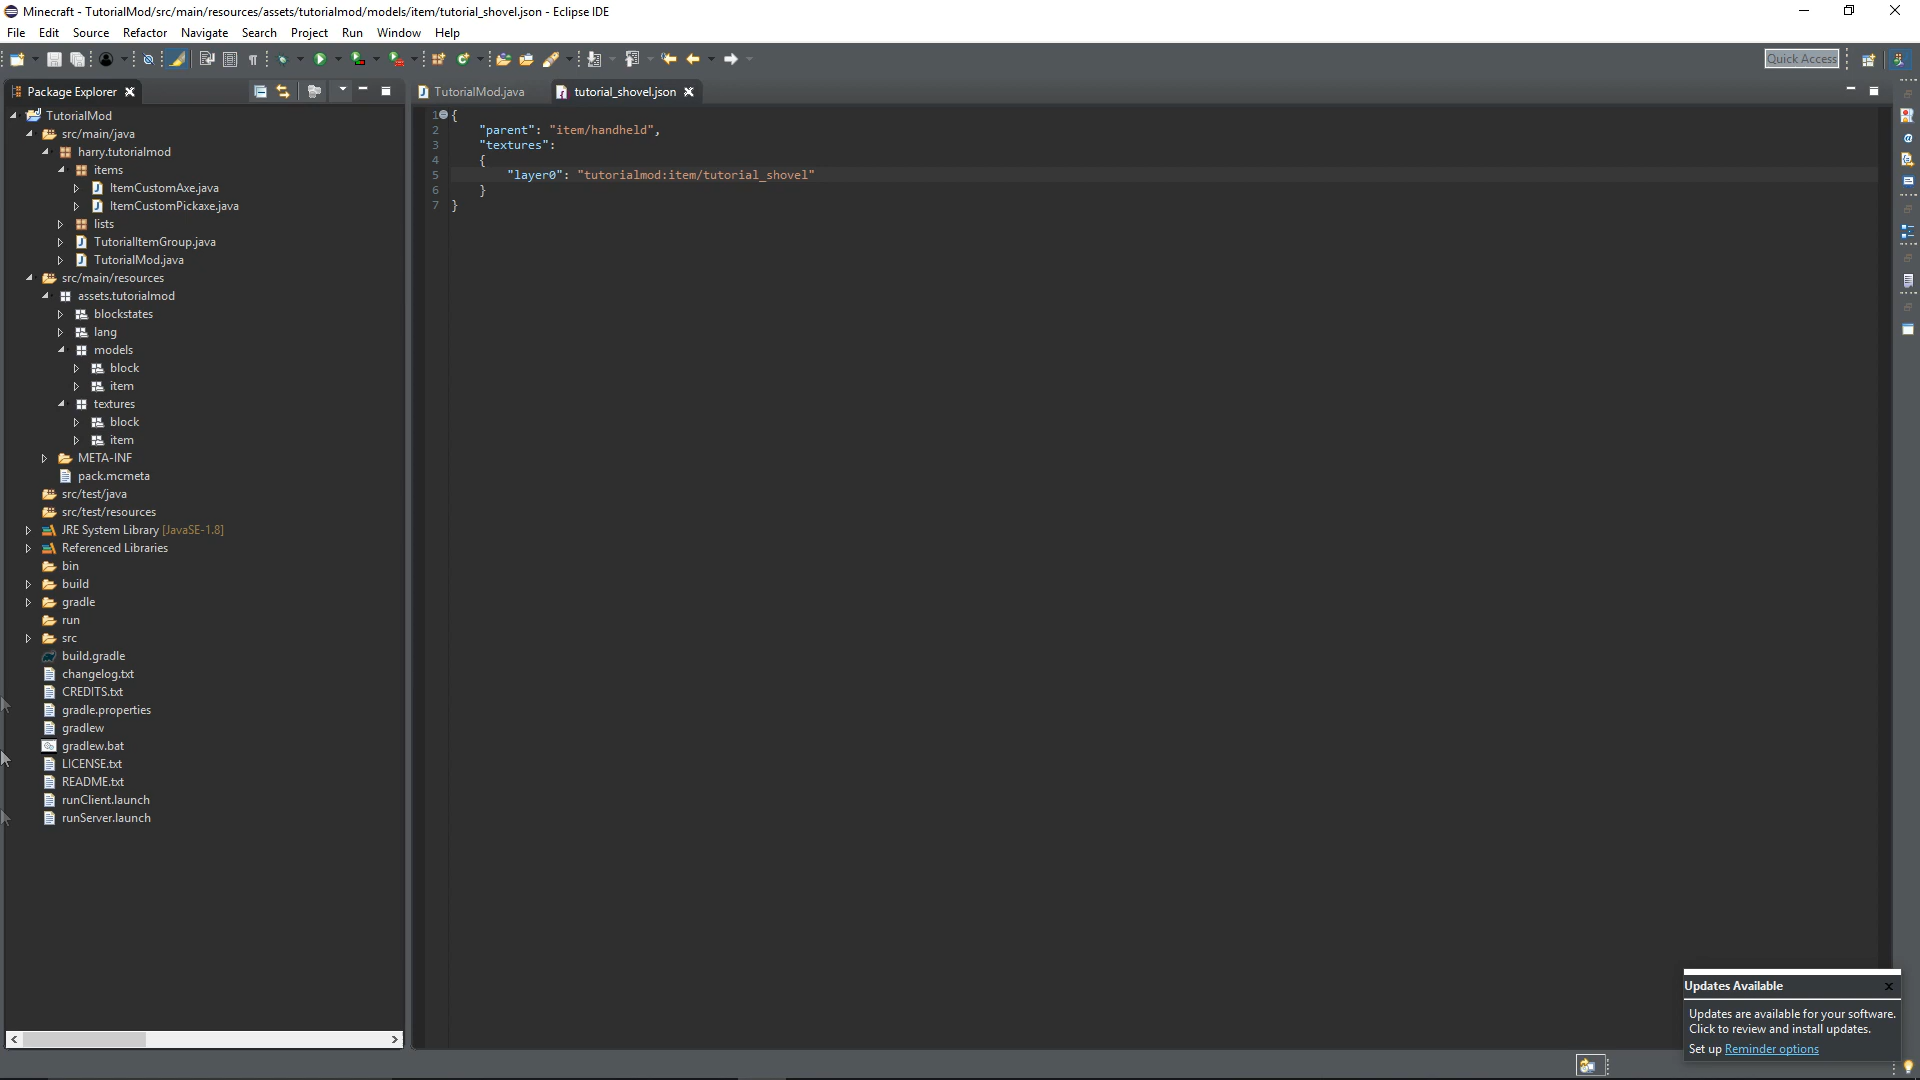 Minecraft - TutorialMod/src/main/resources/assets/tutorialmod/models/item/tutorial_shovel.json - Eclipse IDE
File Edit Source Refactor Navigate Search Project Run Window Help
Quick Access
Package Explorer
TutorialMod.java
tutorial_shovel.json
TutorialMod
src/main/java
harry.tutorialmod
items
ItemCustomAxe.java
ItemCustomPickaxe.java
lists
TutorialItemGroup.java
TutorialMod.java
src/main/resources
assets.tutorialmod
blockstates
lang
models
block
item
textures
block
item
META-INF
pack.mcmeta
src/test/java
src/test/resources
JRE System Library [JavaSE-1.8]
Referenced Libraries
bin
build
gradle
run
src
build.gradle
changelog.txt
CREDITS.txt
gradle.properties
gradlew
gradlew.bat
LICENSE.txt
README.txt
runClient.launch
runServer.launch
1 {
2 "parent": "item/handheld",
3 "textures":
4 {
5 "layer0": "tutorialmod:item/tutorial_shovel"
6 }
7 }
Updates Available
Updates are available for your software.
Click to review and install updates.
Set up Reminder options